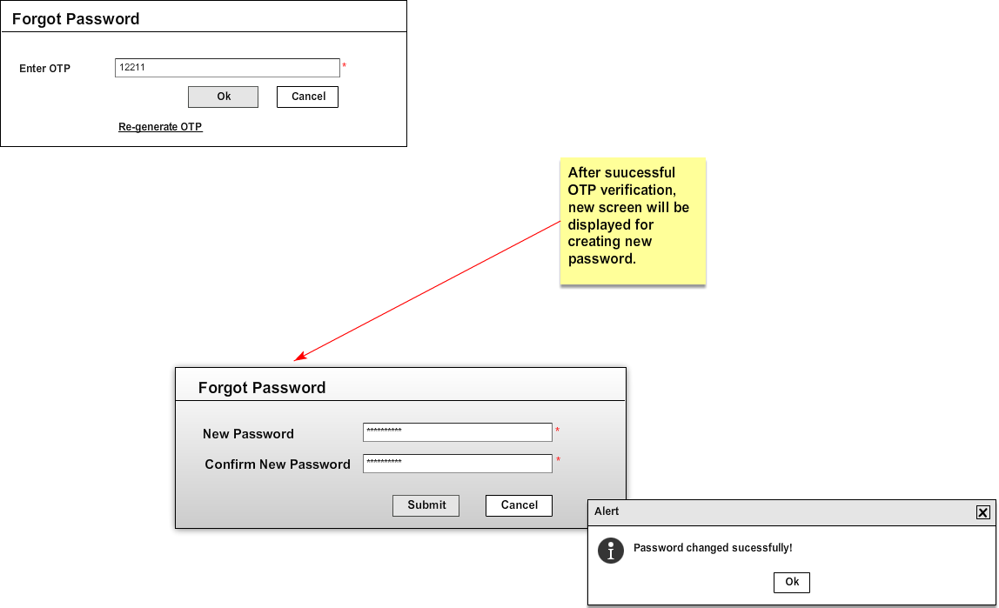 Forgot Password
Enter OTP
12211
*
Ok
Cancel
Re-generate OTP
After suucessful
OTP verification,
new screen will be
displayed for
creating new
password.
Forgot Password
New Password
**********
*
Confirm New Password
**********
*
Submit
Cancel
Alert
Password changed sucessfully!
Ok